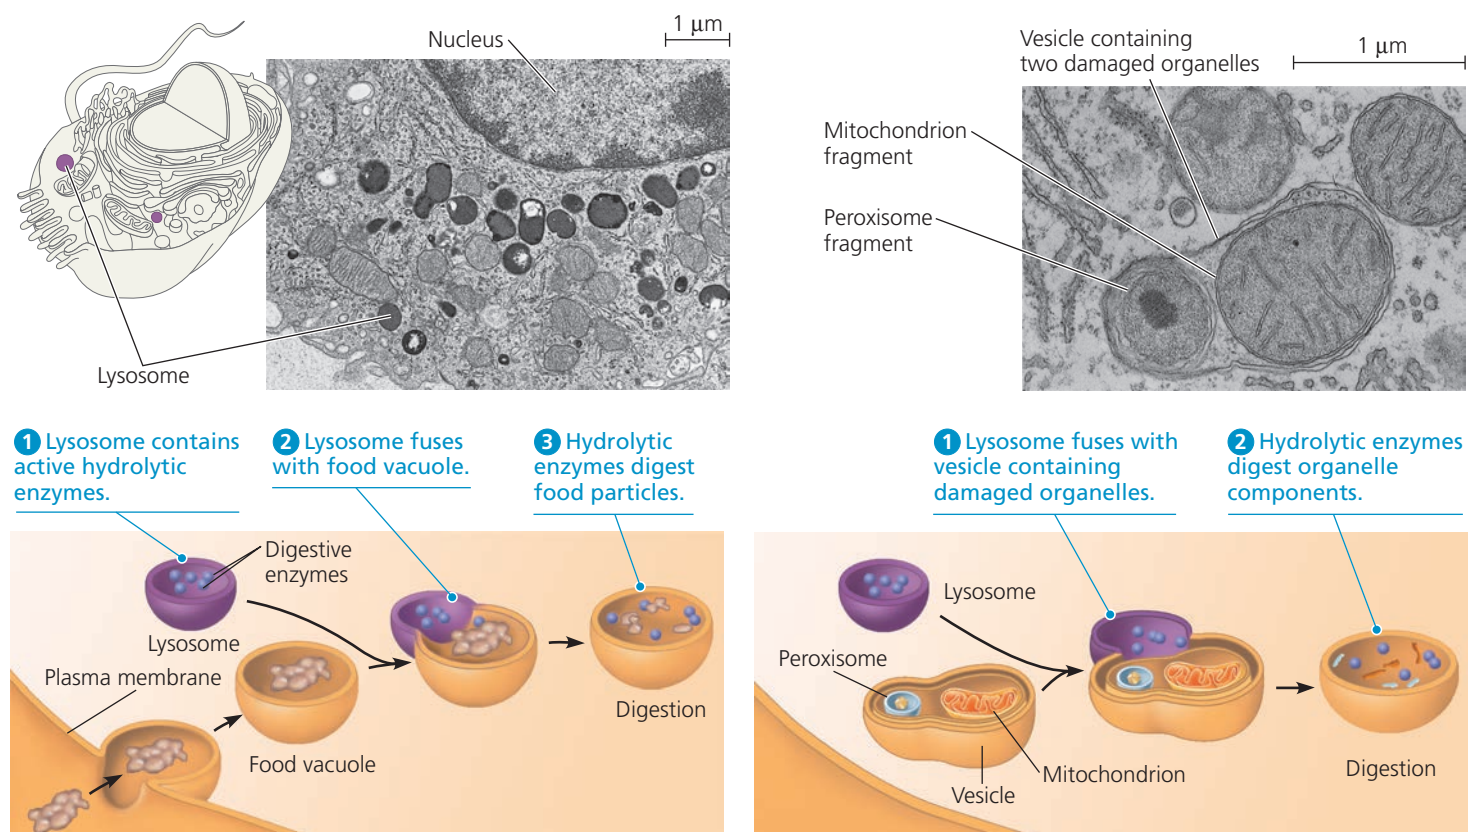 Nucleus
1 μm
Lysosome
Vesicle containing
two damaged organelles
1 μm
Mitochondrion
fragment
Peroxisome
fragment
1 Lysosome contains
active hydrolytic
enzymes.
2 Lysosome fuses
with food vacuole.
3 Hydrolytic
enzymes digest
food particles.
Digestive
enzymes
Lysosome
Plasma membrane
Food vacuole
Digestion
1 Lysosome fuses with
vesicle containing
damaged organelles.
2 Hydrolytic enzymes
digest organelle
components.
Lysosome
Peroxisome
Mitochondrion
Vesicle
Digestion